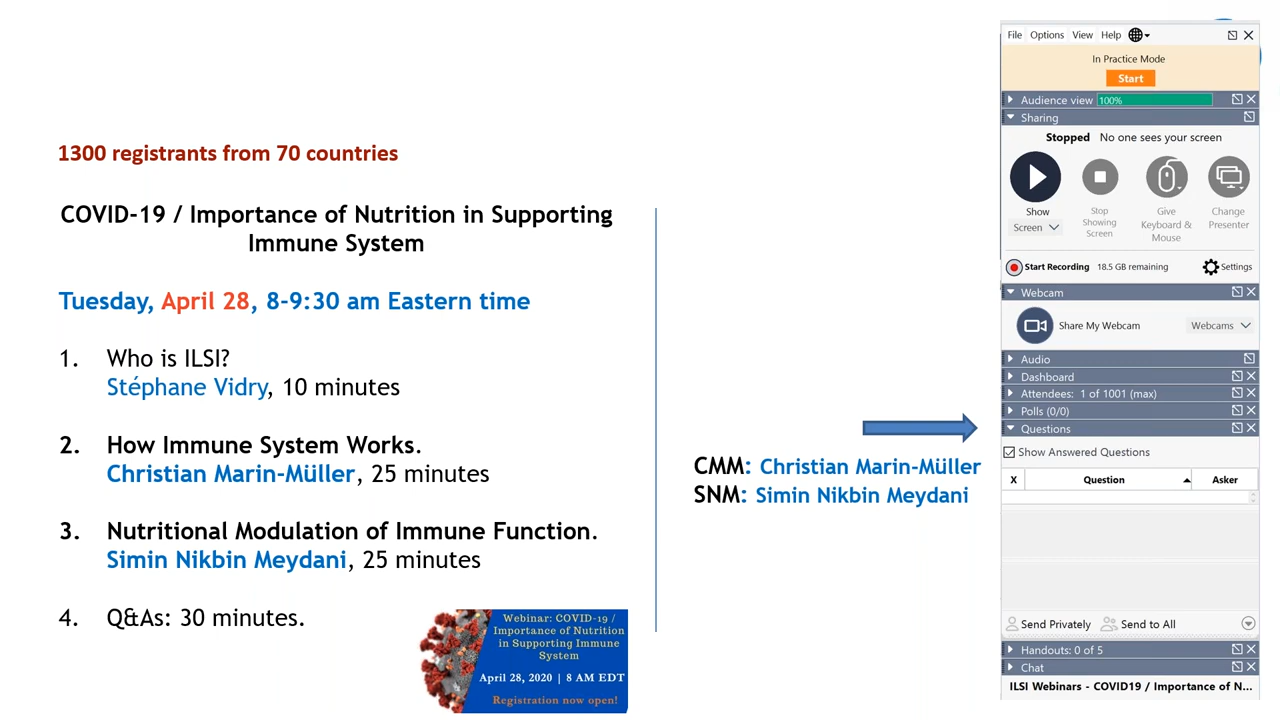 1300 registrants from 70 countries
COVID-19 / Importance of Nutrition in Supporting
Immune System
Tuesday, April 28, 8-9:30 am Eastern time
1. Who is ILSI?
Stéphane Vidry, 10 minutes
2. How Immune System Works.
Christian Marin-Müller, 25 minutes
3. Nutritional Modulation of Immune Function.
Simin Nikbin Meydani, 25 minutes
4. Q&As: 30 minutes.
Webinar: COVID-19 /
Importance of Nutrition
in Supporting Immune
System
April 28, 2020 | 8 AM EDT
Registration now open!
CMM: Christian Marin-Müller
SNM: Simin Nikbin Meydani
File Options View Help
In Practice Mode
Start
Audience view 100%
Sharing
Stopped No one sees your screen
Show
Screen
Stop
Showing
Screen
Give
Keyboard &
Mouse
Change
Presenter
Start Recording 18.5 GB remaining Settings
Webcam
Share My Webcam Webcams
Audio
Dashboard
Attendees: 1 of 1001 (max)
Polls (0/0)
Questions
Show Answered Questions
X Question Asker
Send Privately Send to All
Handouts: 0 of 5
Chat
ILSI Webinars - COVID19 / Importance of N...